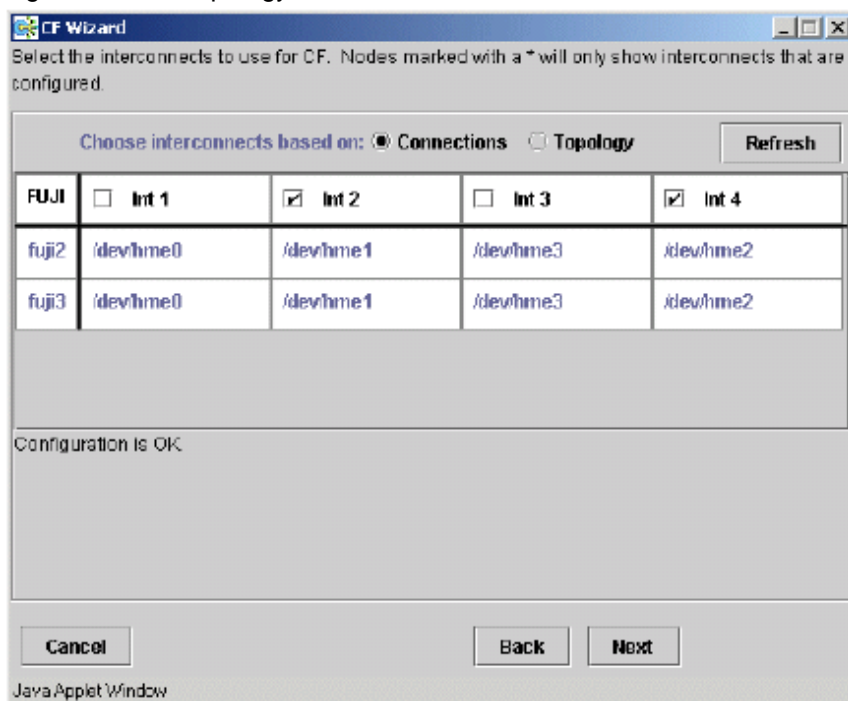 CF Wizard
Select the interconnects to use for CF. Nodes marked with a * will only show interconnects that are
configured.
Choose interconnects based on: Connections Topology Refresh
FUJI Int 1 Int 2 Int 3 Int 4
fuji2 /dev/hme0 /dev/hme1 /dev/hme3 /dev/hme2
fuji3 /dev/hme0 /dev/hme1 /dev/hme3 /dev/hme2
Configuration is OK
Cancel Back Next
Java Applet Window